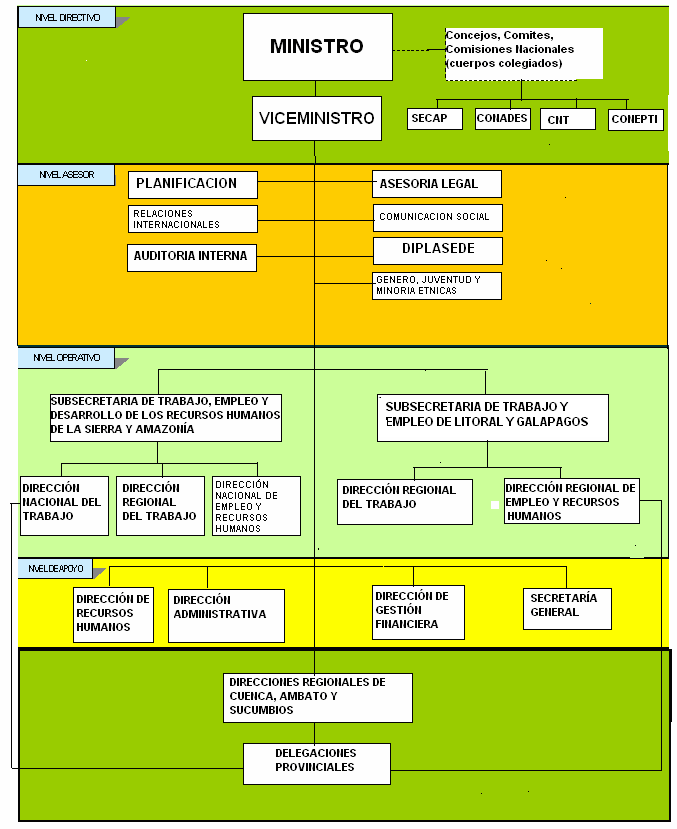 NIVEL DIRECTIVO
MINISTRO
Concejos, Comites,
Comisiones Nacionales
(cuerpos colegiados)
VICEMINISTRO
SECAP
CONADES
CNT
CONEPTI
NIVEL ASESOR
PLANIFICACION
ASESORIA LEGAL
RELACIONES
INTERNACIONALES
COMUNICACION SOCIAL
AUDITORIA INTERNA
DIPLASEDE
GENERO, JUVENTUD Y
MINORIA ETNICAS
NIVEL OPERATIVO
SUBSECRETARIA DE TRABAJO, EMPLEO Y
DESARROLLO DE LOS RECURSOS HUMANOS
DE LA SIERRA Y AMAZONÍA
SUBSECRETARIA DE TRABAJO Y
EMPLEO DE LITORAL Y GALAPAGOS
DIRECCIÓN
NACIONAL DEL
TRABAJO
DIRECCIÓN
REGIONAL
DEL TRABAJO
DIRECCIÓN
NACIONAL DE
EMPLEO Y
RECURSOS
HUMANOS
DIRECCIÓN REGIONAL
DEL TRABAJO
DIRECCIÓN REGIONAL DE
EMPLEO Y RECURSOS
HUMANOS
NIVEL DE APOYO
DIRECCIÓN DE
RECURSOS
HUMANOS
DIRECCIÓN
ADMINISTRATIVA
DIRECCIÓN DE
GESTIÓN
FINANCIERA
SECRETARÍA
GENERAL
DIRECCIONES REGIONALES DE
CUENCA, AMBATO Y
SUCUMBIOS
DELEGACIONES
PROVINCIALES